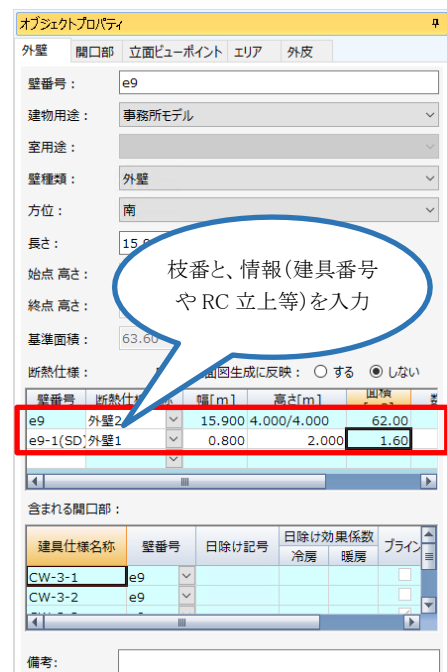 オブジェクトプロパティ
外壁 開口部 立面ビューポイント エリア 外皮
壁番号： e9
建物用途： 事務所モデル
室用途：
壁種類： 外壁
方位： 南
長さ：
枝番と、情報（建具番号
や RC 立上等）を入力
始点 高さ：
終点 高さ：
基準面積： 63.60
断熱仕様： 面図生成に反映： する しない
壁番号 幅[m] 高さ[m] 面積
e9 外壁2 15.900 4.000/4.000 62.00
e9-1(SD 外壁1 0.800 2.000 1.60
含まれる開口部：
建具仕様名称 壁番号 日除け記号 日除け効果係数 ブライン
冷房 暖房
CW-3-1 e9
CW-3-2 e9
備考：